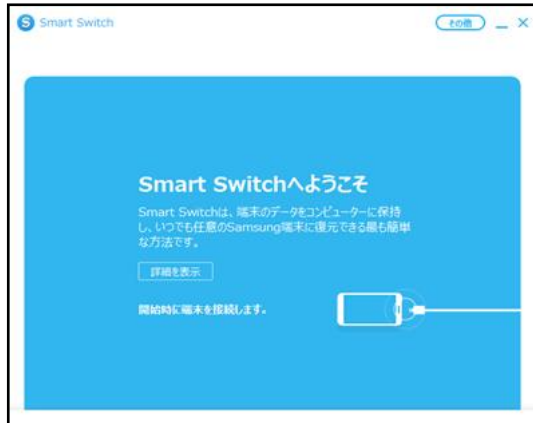 Smart Switch
その他
Smart Switchへようこそ
Smart Switchは、端末のデータをコンピューターに保持
し、いつでも任意のSamsung端末に復元できる最も簡単
な方法です。
詳細を表示
開始時に端末を接続します。